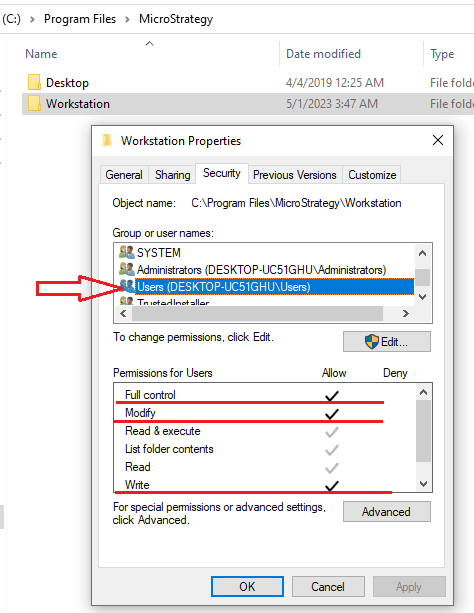 (C:) > Program Files > MicroStrategy
Name Date modified Type
Desktop 4/4/2019 12:25 AM File folde
Workstation 5/1/2023 3:47 AM File folde
Workstation Properties
General Sharing Security Previous Versions Customize
Object name: C:\Program Files\MicroStrategy\Workstation
Group or user names:
SYSTEM
Administrators (DESKTOP-UC51GHU\Administrators)
Users (DESKTOP-UC51GHU\Users)
TrustedInstaller
To change permissions, click Edit.
Edit...
Permissions for Users Allow Deny
Full control
Modify
Read & execute
List folder contents
Read
Write
For special permissions or advanced settings,
click Advanced.
Advanced
OK Cancel Apply